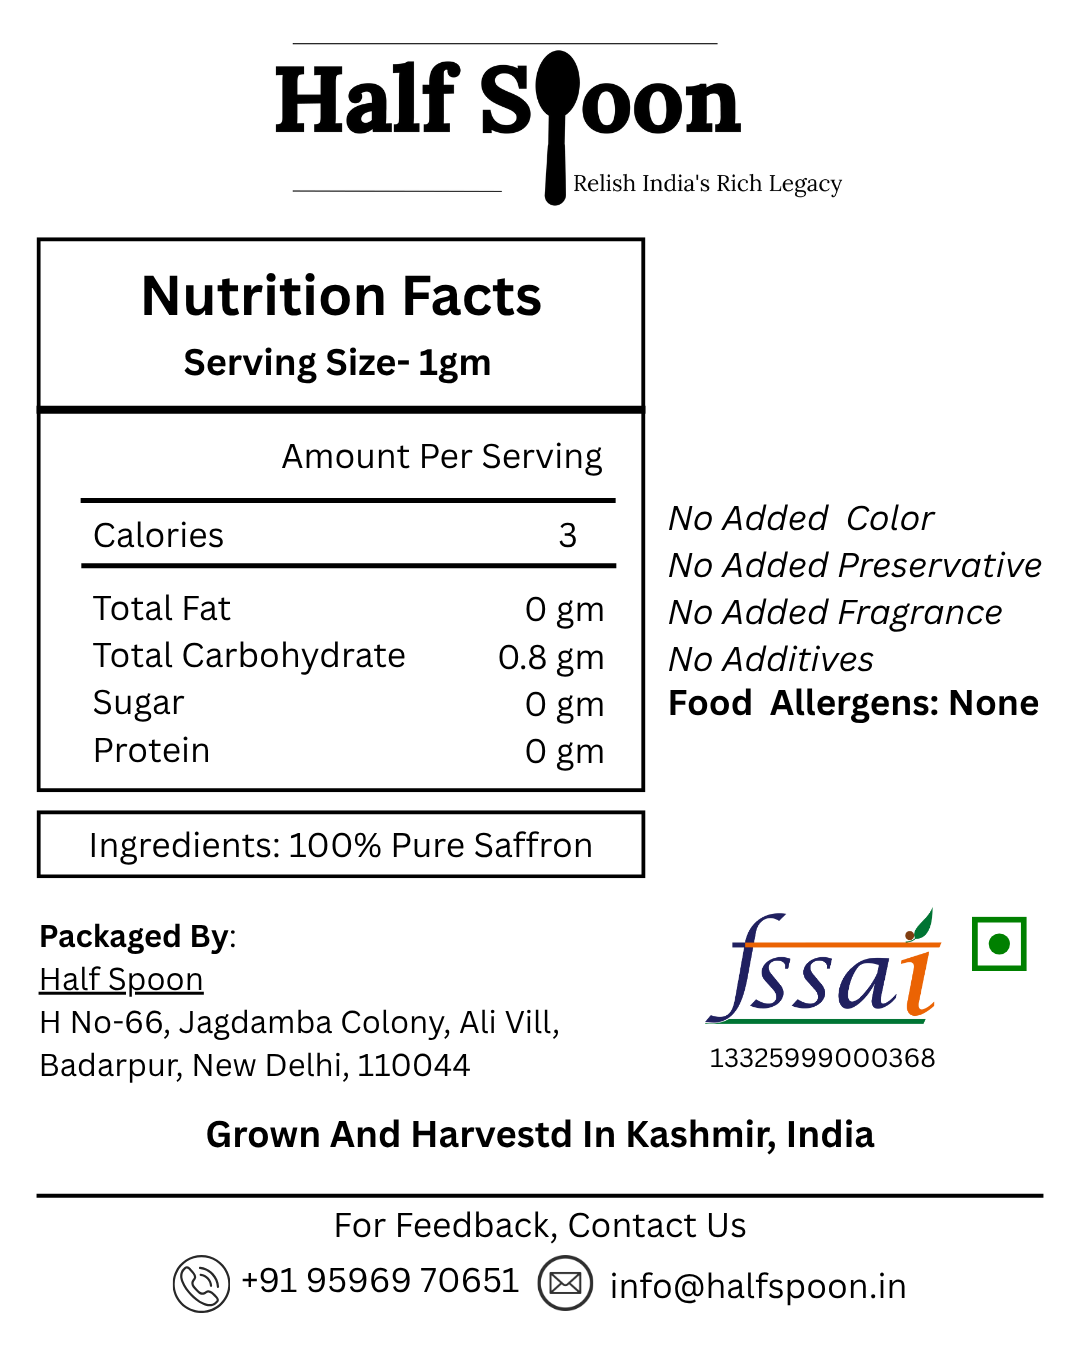 Half Spoon
Relish India's Rich Legacy
Nutrition Facts
Serving Size- 1gm
Amount Per Serving
Calories 3
Total Fat 0 gm
Total Carbohydrate 0.8 gm
Sugar 0 gm
Protein 0 gm
No Added Color
No Added Preservative
No Added Fragrance
No Additives
Food Allergens: None
Ingredients: 100% Pure Saffron
Packaged By:
Half Spoon
H No-66, Jagdamba Colony, Ali Vill,
Badarpur, New Delhi, 110044
fssai
13325999000368
Grown And Harvestd In Kashmir, India
For Feedback, Contact Us
+91 95969 70651 info@halfspoon.in